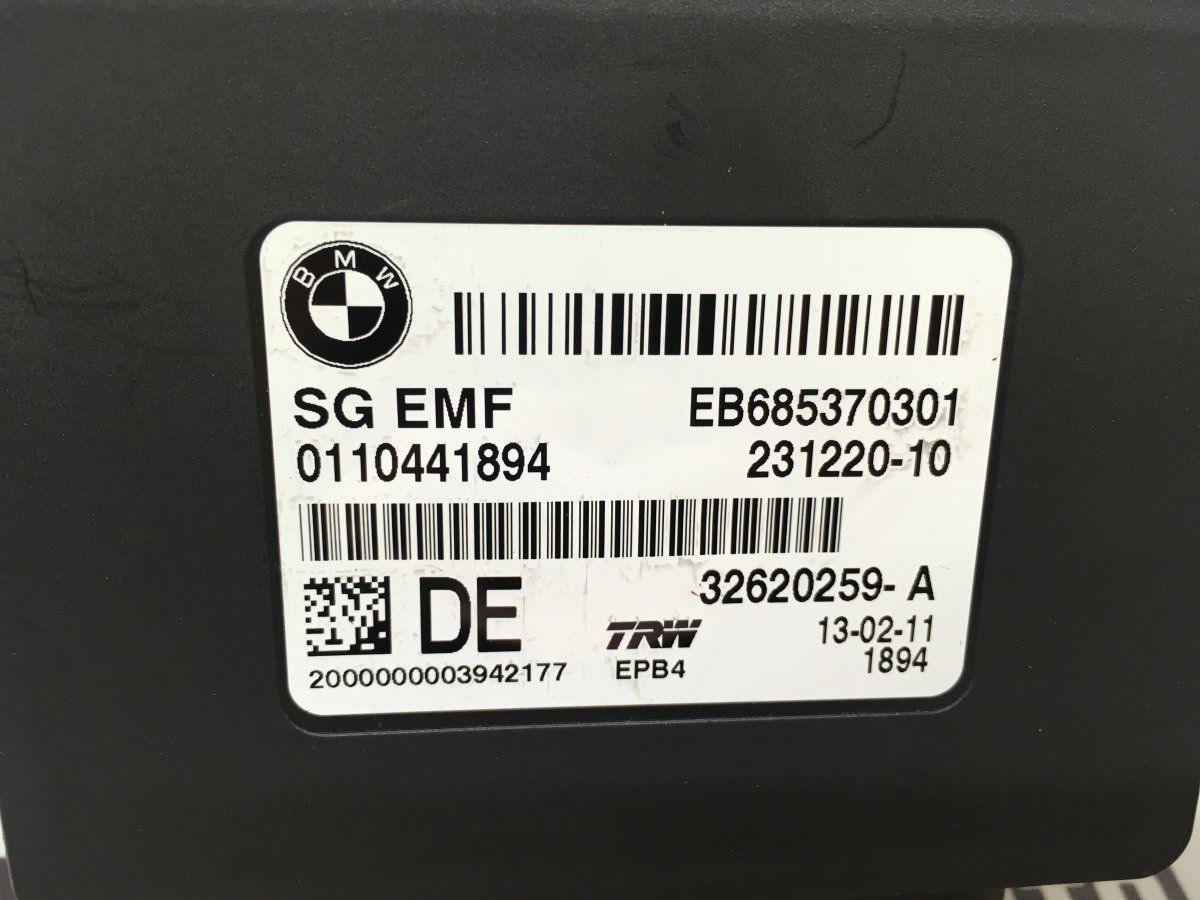 BMW
SG EMF EB685370301
0110441894 231220-10
DE 32620259- A
TRW 13-02-11
2000000003942177 EPB4 1894